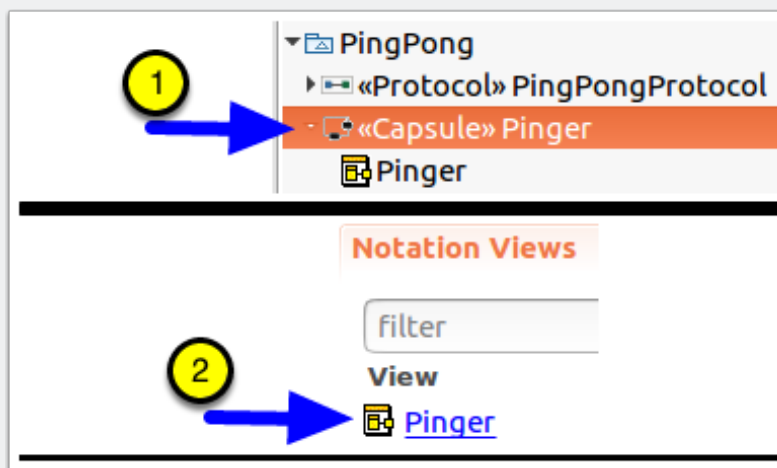 PingPong
1 «Protocol» PingPongProtocol
«Capsule» Pinger
Pinger
Notation Views
filter
2 View
Pinger